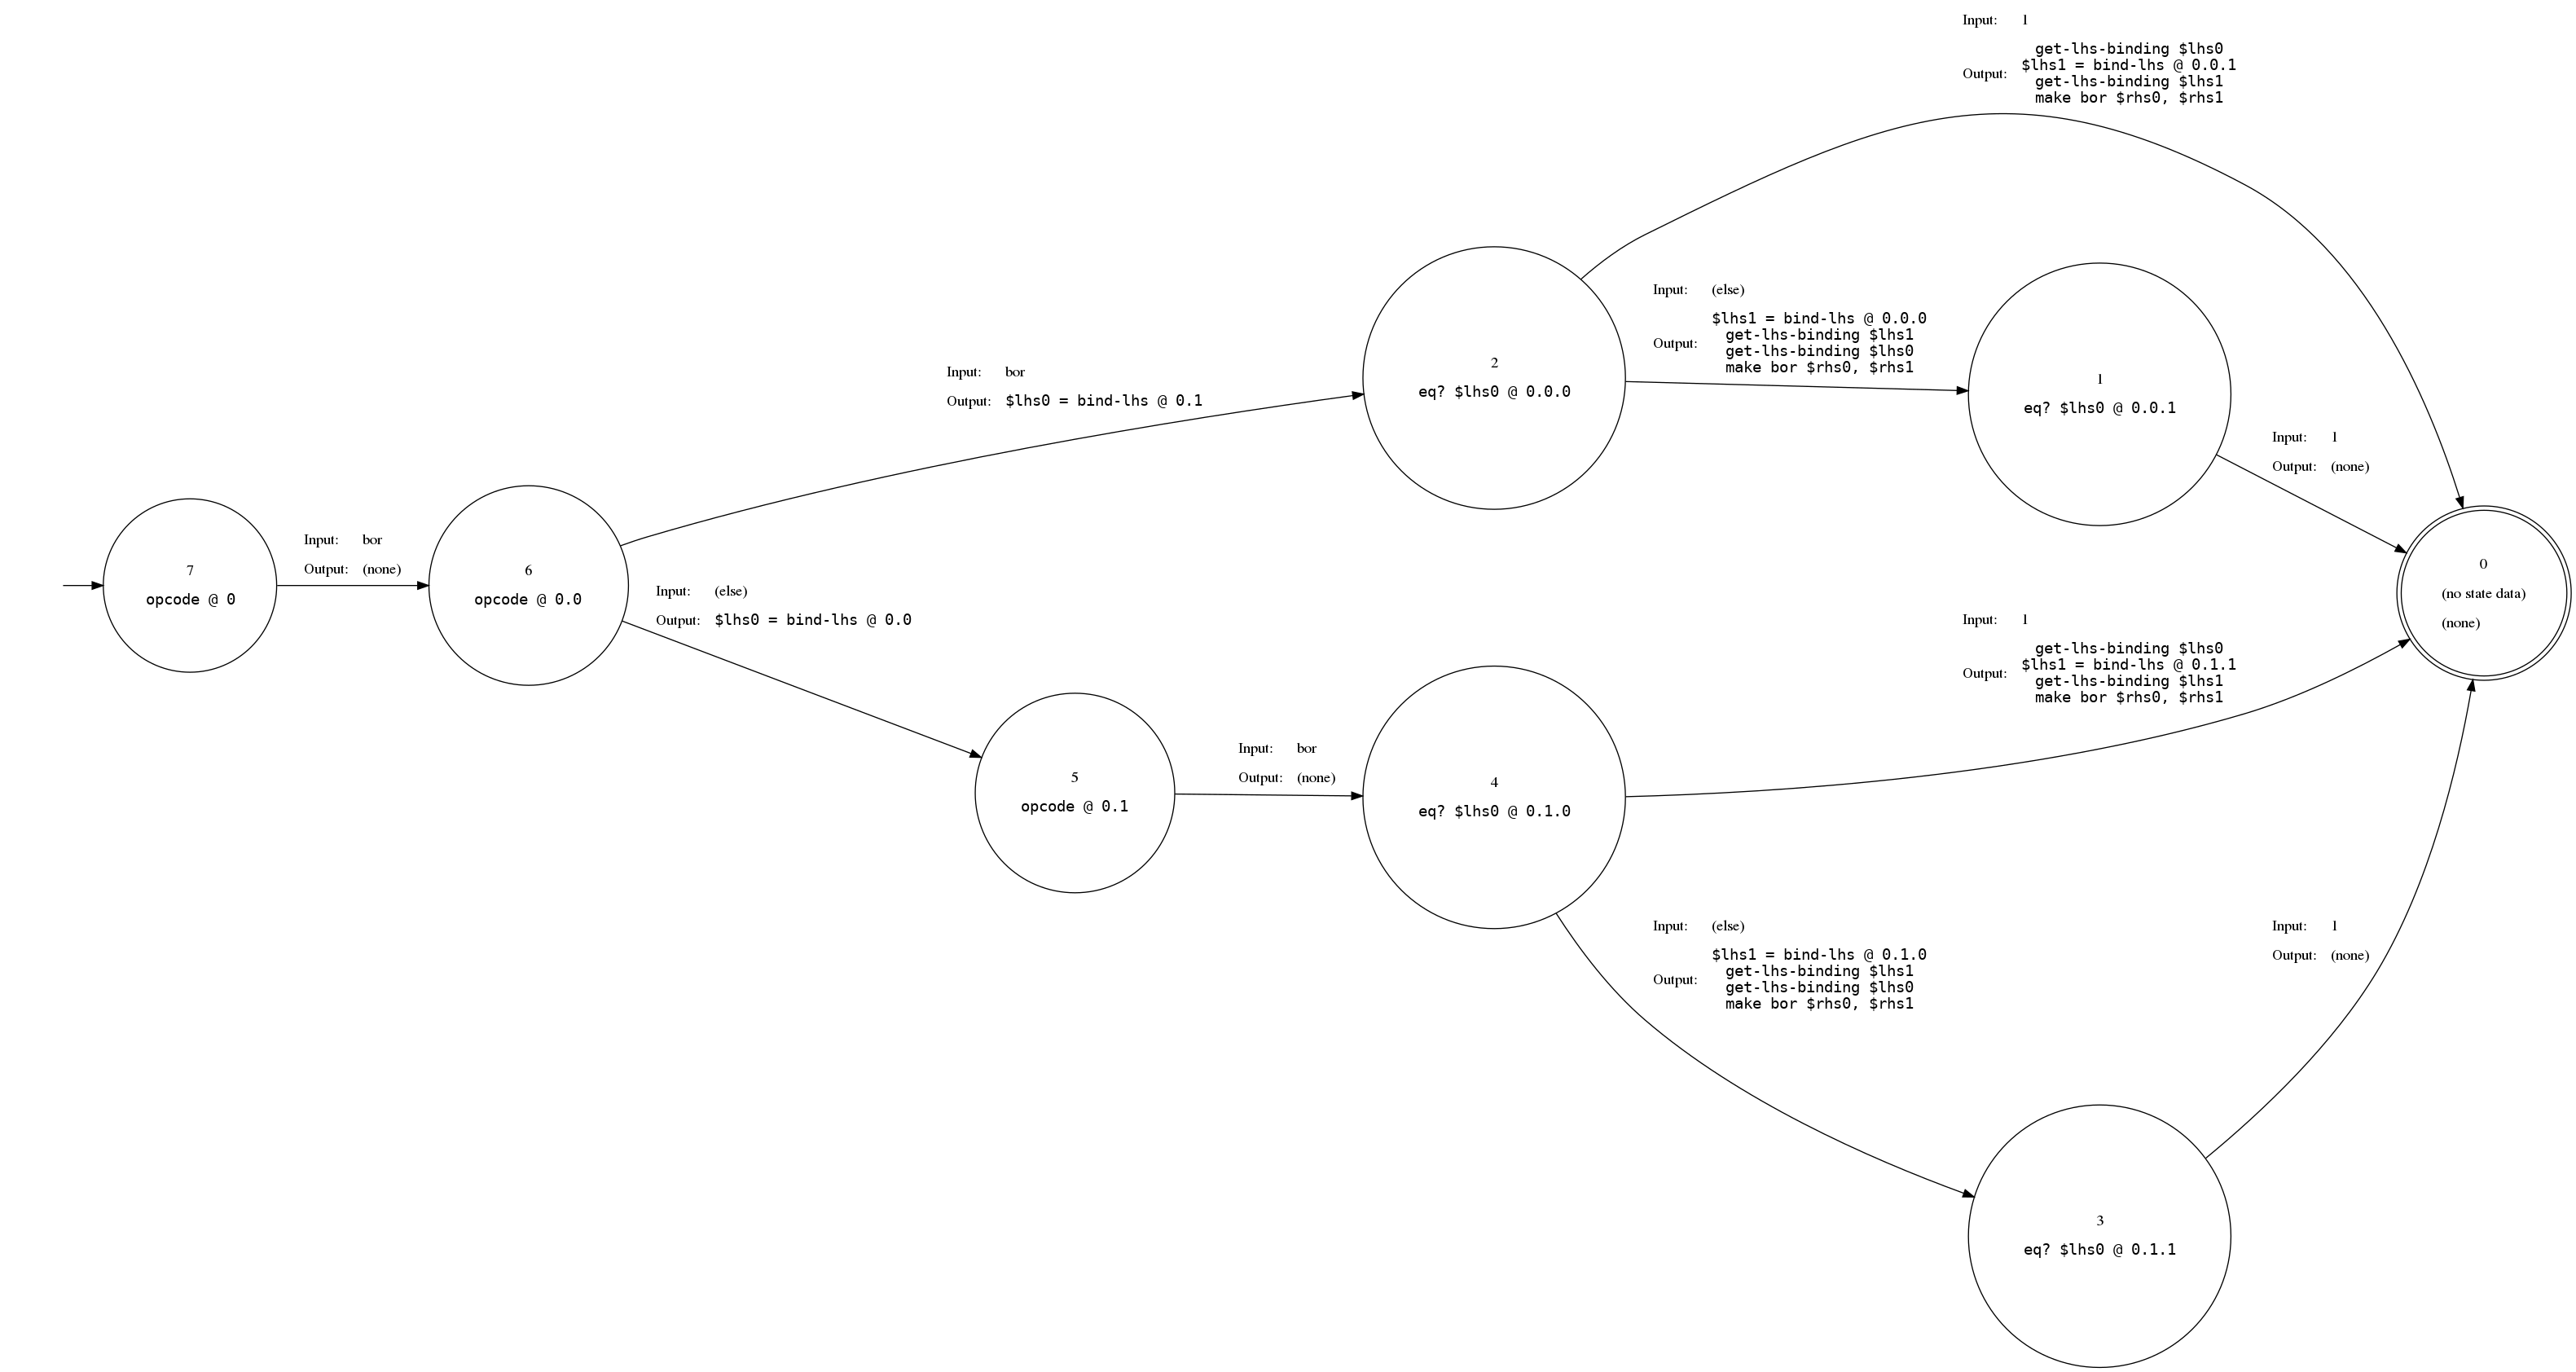 Input: 1
Output:
get-lhs-binding $lhs0
$lhs1 = bind-lhs @ 0.0.1
get-lhs-binding $lhs1
make bor $rhs0, $rhs1
Input: (else)
Output:
$lhs1 = bind-lhs @ 0.0.0
get-lhs-binding $lhs1
get-lhs-binding $lhs0
make bor $rhs0, $rhs1
Input: bor
Output: $lhs0 = bind-lhs @ 0.1
2
eq? $lhs0 @ 0.0.0
1
eq? $lhs0 @ 0.0.1
Input: 1
Output: (none)
7
opcode @ 0
Input: bor
Output: (none)
6
opcode @ 0.0
Input: (else)
Output: $lhs0 = bind-lhs @ 0.0
0
(no state data)
(none)
Input: 1
Output:
get-lhs-binding $lhs0
$lhs1 = bind-lhs @ 0.1.1
get-lhs-binding $lhs1
make bor $rhs0, $rhs1
5
opcode @ 0.1
Input: bor
Output: (none)
4
eq? $lhs0 @ 0.1.0
Input: (else)
Output:
$lhs1 = bind-lhs @ 0.1.0
get-lhs-binding $lhs1
get-lhs-binding $lhs0
make bor $rhs0, $rhs1
Input: 1
Output: (none)
3
eq? $lhs0 @ 0.1.1